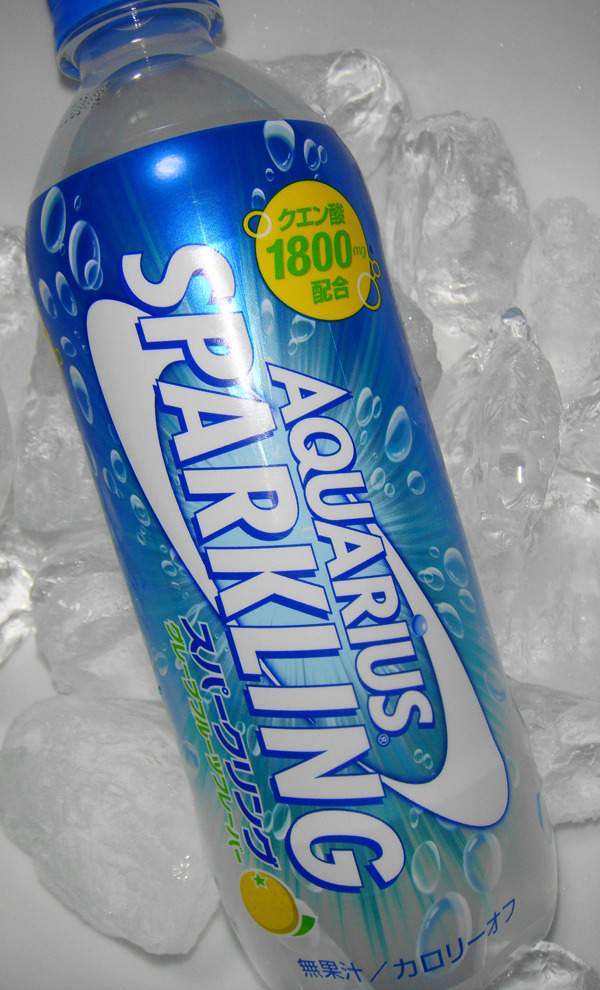 クエン酸
1800mg
配合
AQUARIUS®
SPARKLING
スパークリング
グレープフルーツフレーバー
無果汁/カロリーオフ